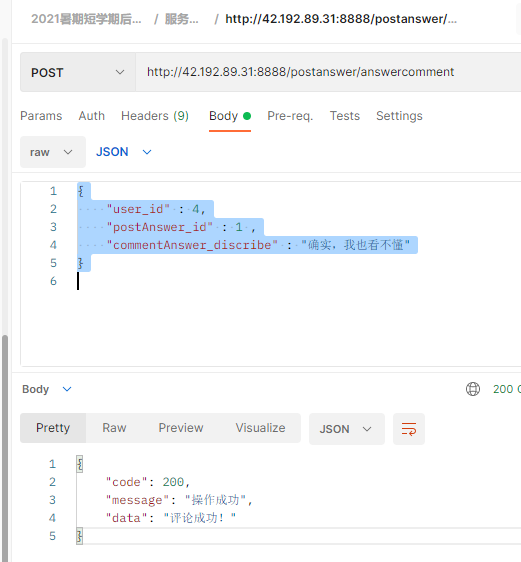 2021暑期短学期后... / 服务... / http://42.192.89.31:8888/postanswer/...
POST http://42.192.89.31:8888/postanswer/answercomment
Params Auth Headers (9) Body Pre-req. Tests Settings
raw JSON
1 {
2 "user_id" : 4,
3 "postAnswer_id" : 1 ,
4 "commentAnswer_discribe" : "确实，我也看不懂"
5 }
6
Body 200
Pretty Raw Preview Visualize JSON
1 {
2 "code": 200,
3 "message": "操作成功",
4 "data": "评论成功！"
5 }